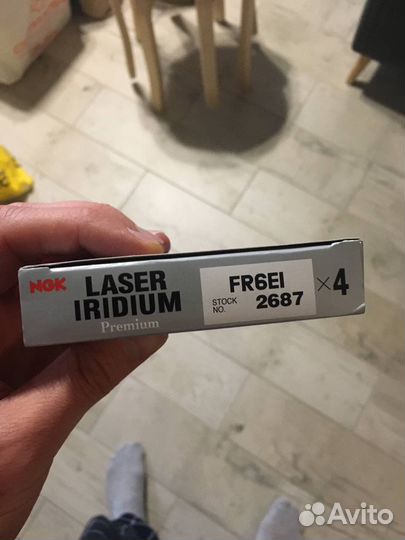 NGK LASER IRIDIUM
Premium
FR6EI
STOCK NO. 2687
×4
Avito